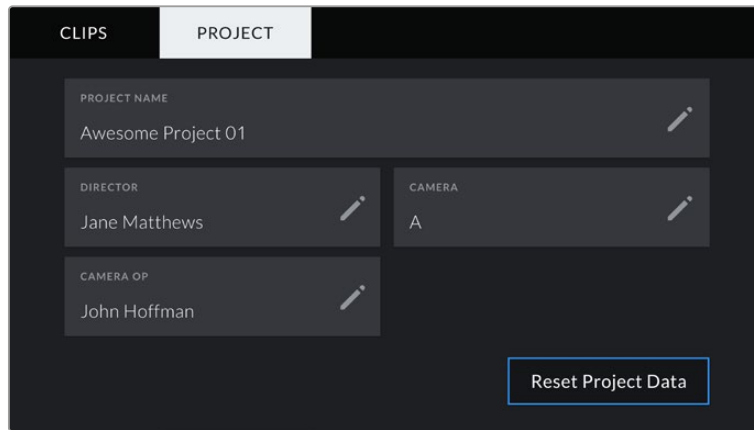 CLIPS PROJECT
PROJECT NAME
Awesome Project 01
DIRECTOR
Jane Matthews
CAMERA
A
CAMERA OP
John Hoffman
Reset Project Data